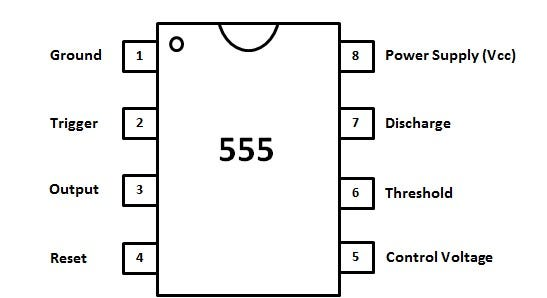 Ground 1 8 Power Supply (Vcc)
Trigger 2 7 Discharge
555
Output 3 6 Threshold
Reset 4 5 Control Voltage